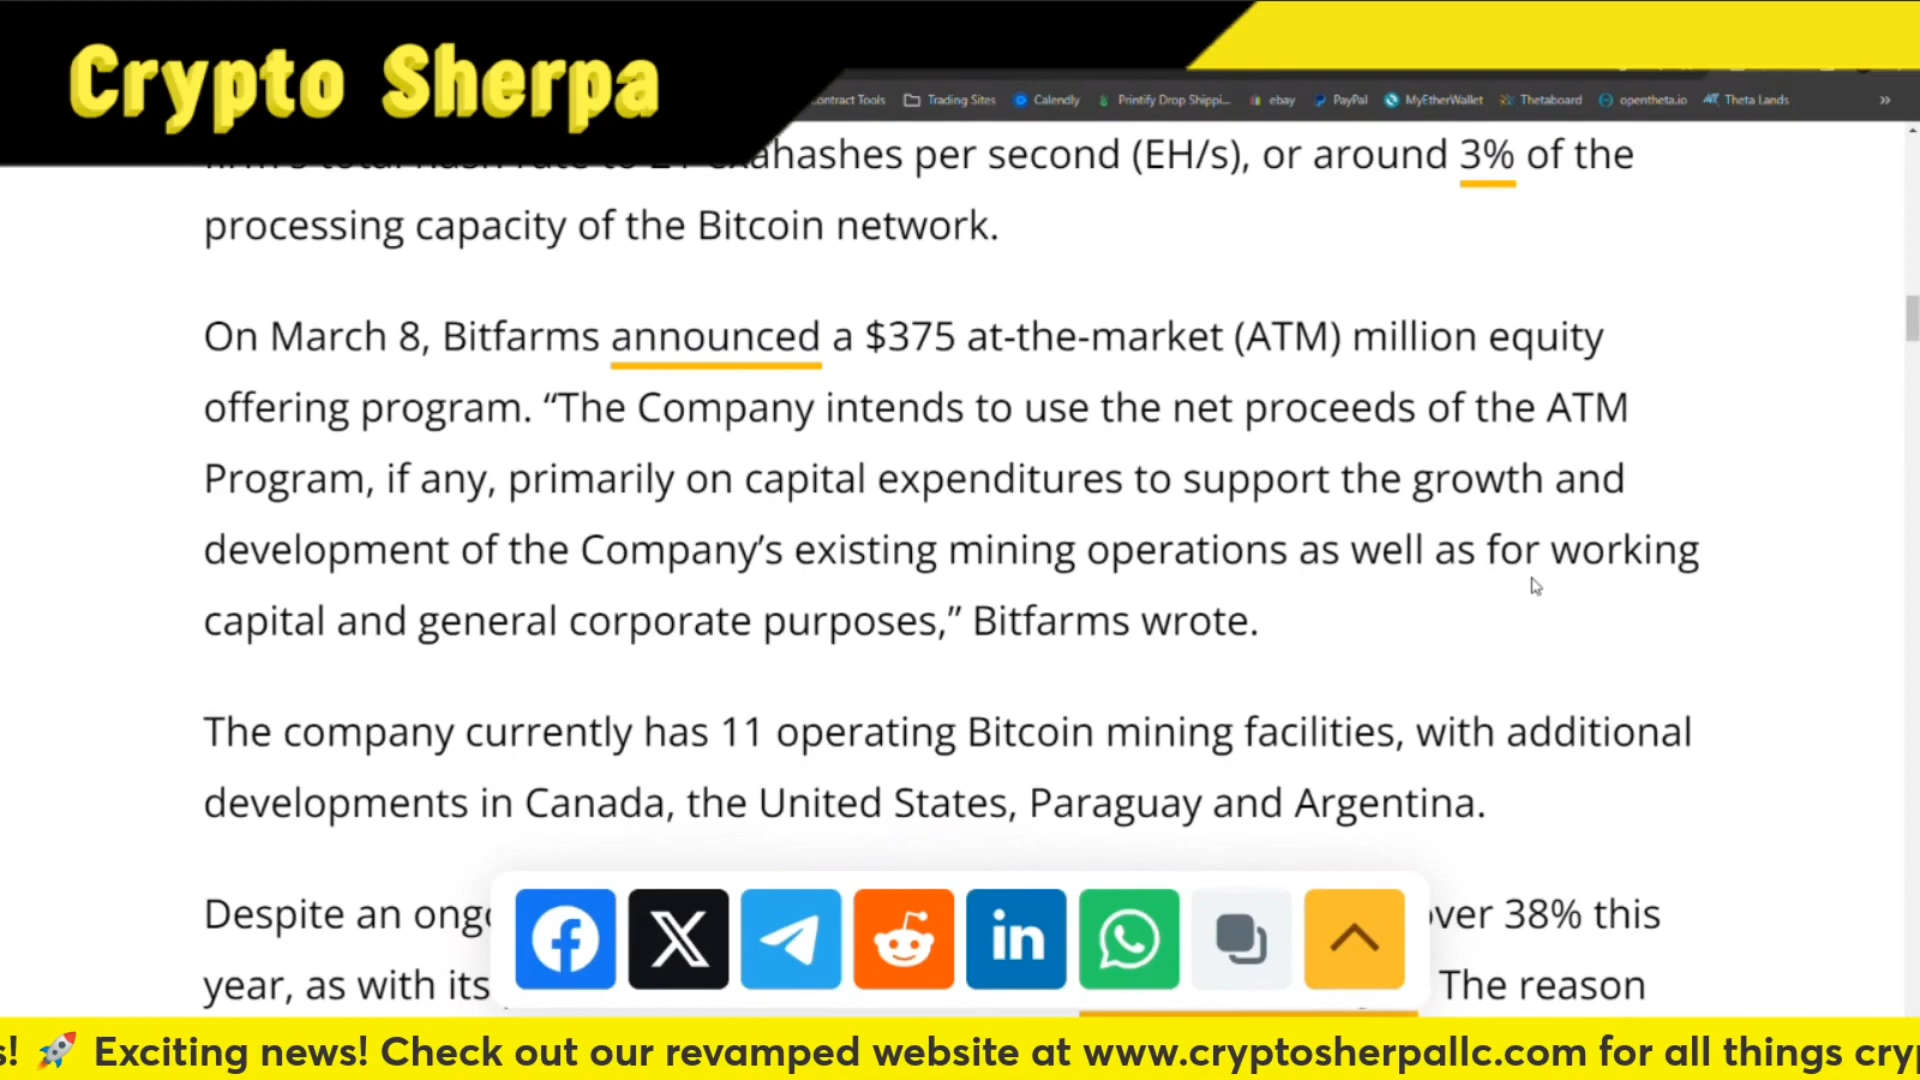 Crypto Sherpa
ontract Tools Trading Sites Calendly Printify Drop Shippi... ebay PayPal MyEtherWallet Thetaboard opentheta.io Theta Lands »
hashes per second (EH/s), or around 3% of the
processing capacity of the Bitcoin network.
On March 8, Bitfarms announced a $375 at-the-market (ATM) million equity
offering program. “The Company intends to use the net proceeds of the ATM
Program, if any, primarily on capital expenditures to support the growth and
development of the Company’s existing mining operations as well as for working
capital and general corporate purposes,” Bitfarms wrote.
The company currently has 11 operating Bitcoin mining facilities, with additional
developments in Canada, the United States, Paraguay and Argentina.
Despite an ongo over 38% this
year, as with its The reason
s! 🚀 Exciting news! Check out our revamped website at www.cryptosherpallc.com for all things cryp